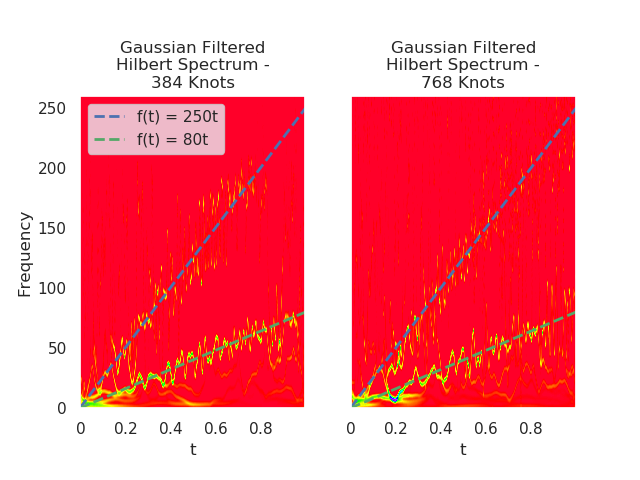 Gaussian Filtered
Hilbert Spectrum -
384 Knots
Gaussian Filtered
Hilbert Spectrum -
768 Knots
f(t) = 250t
f(t) = 80t
Frequency
250
200
150
100
50
0
0 0.2 0.4 0.6 0.8
0 0.2 0.4 0.6 0.8
t
t